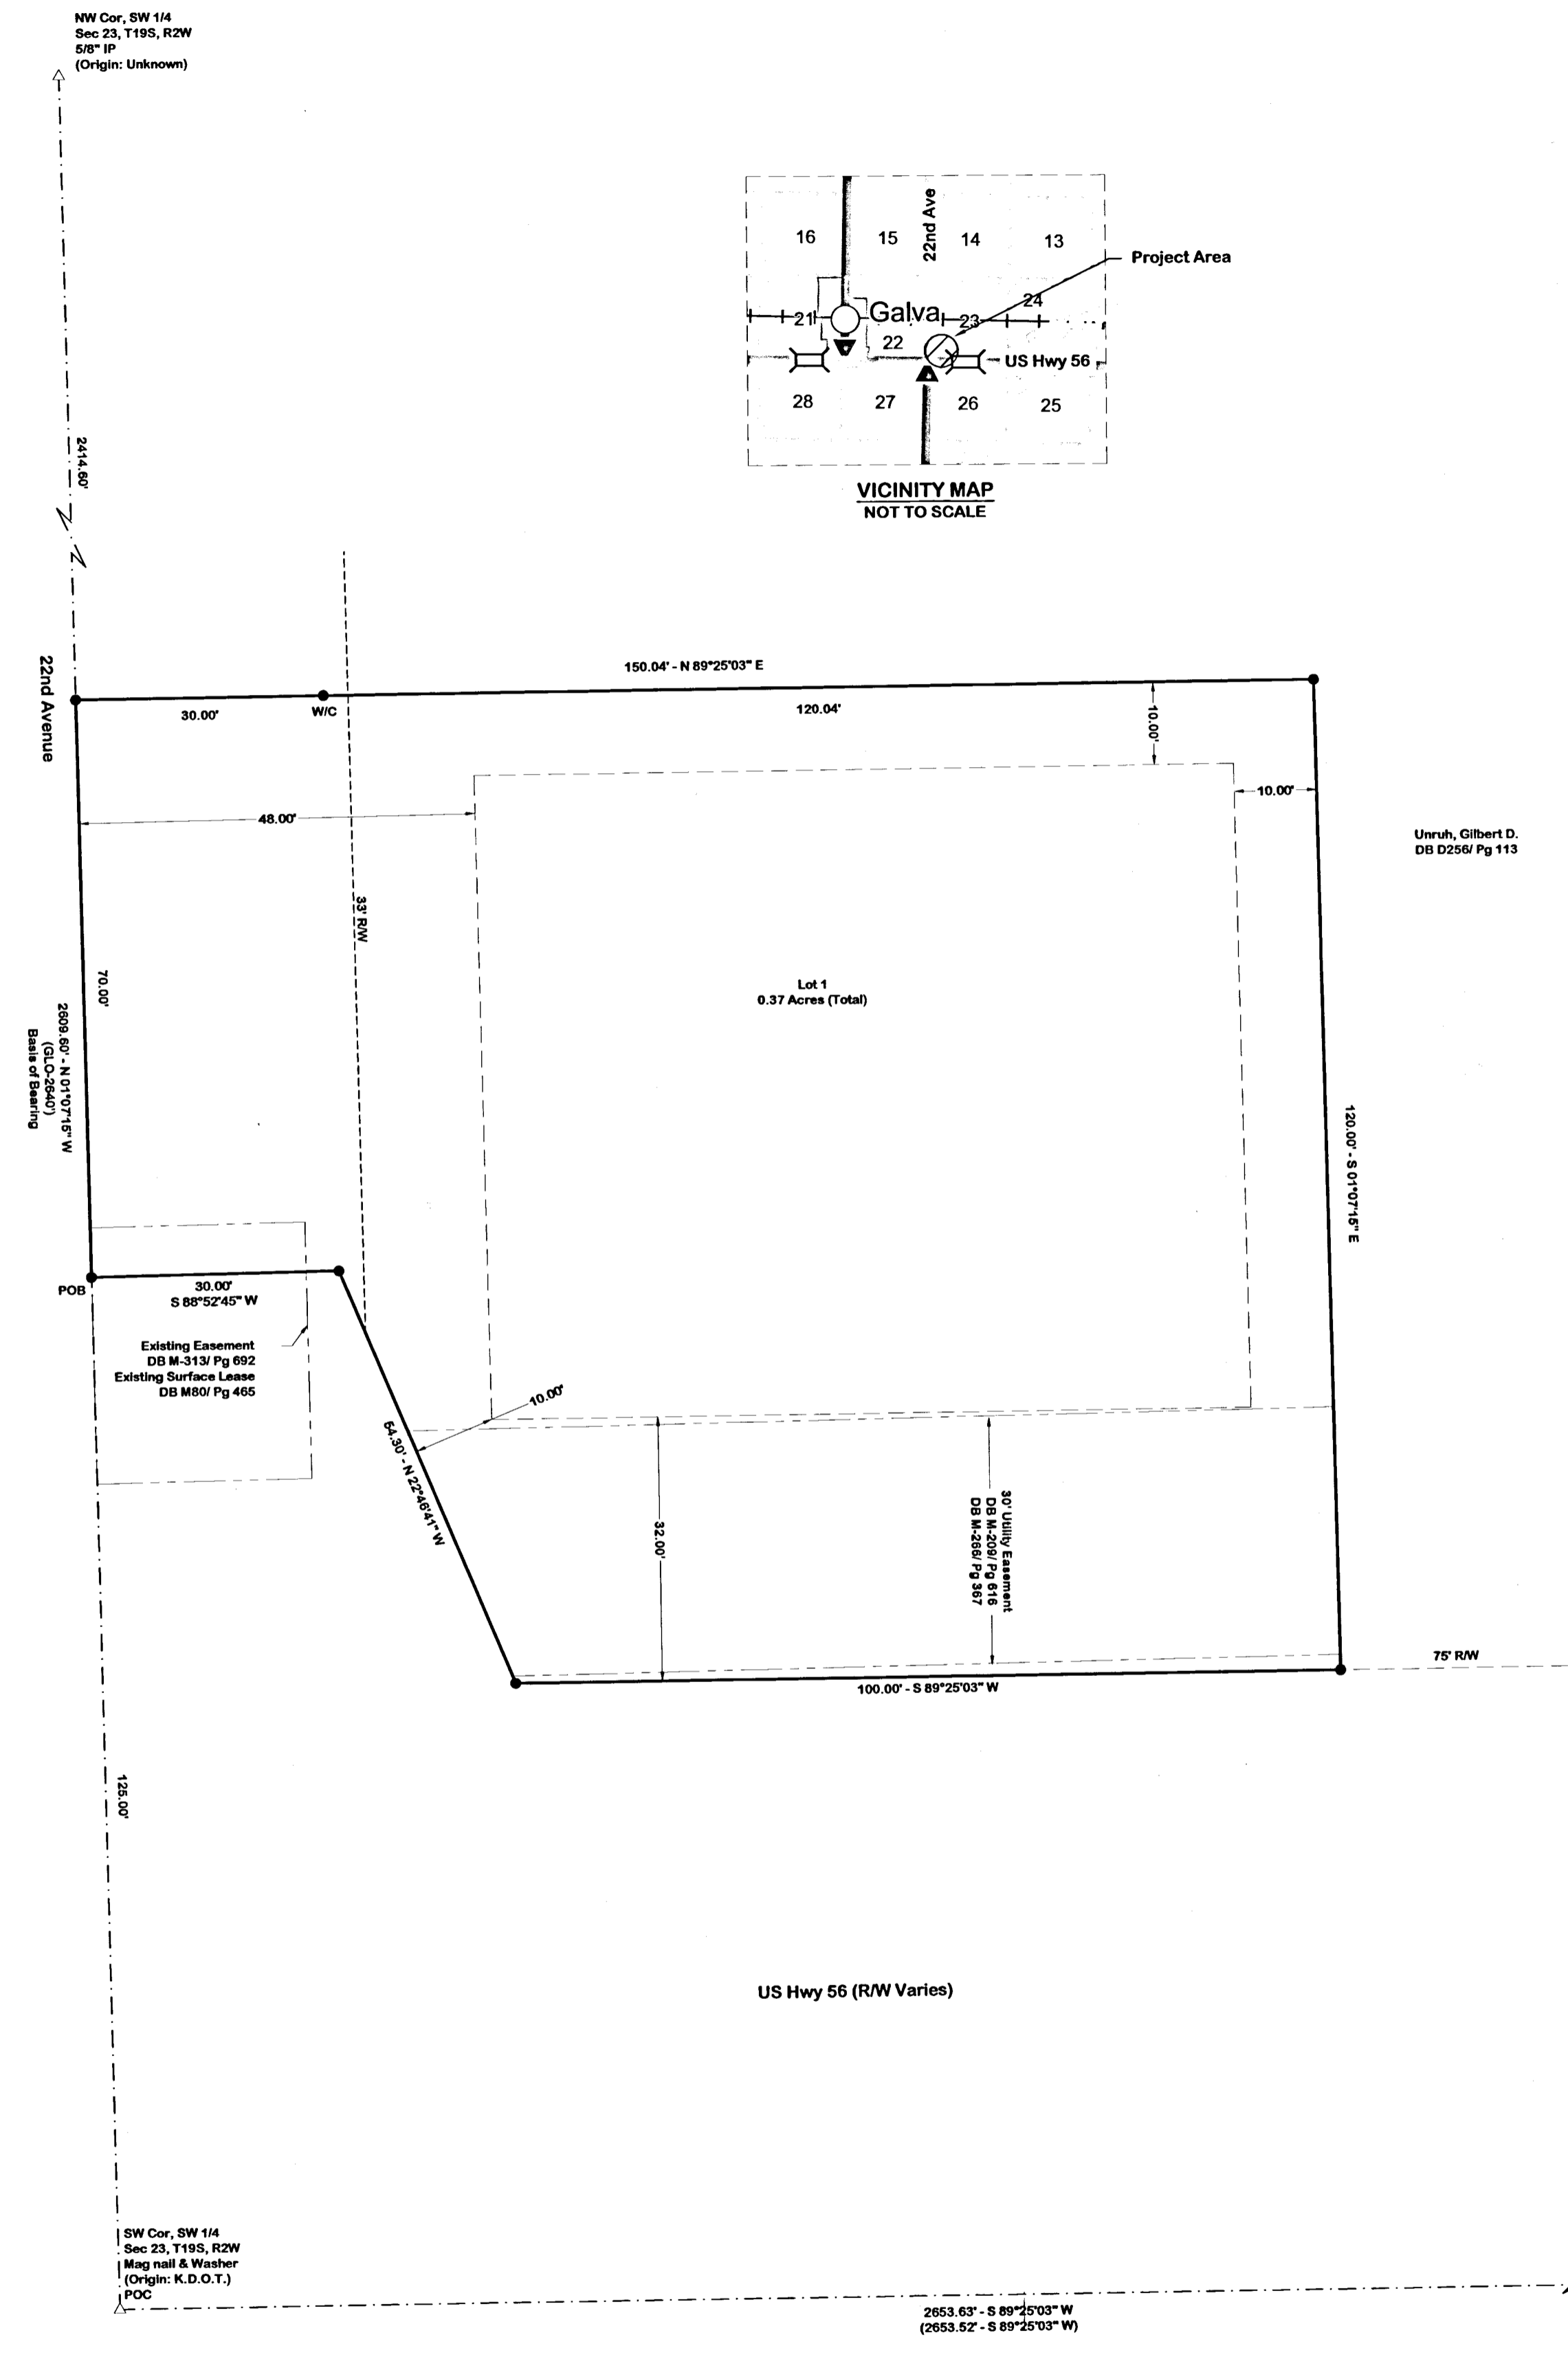 NW Cor, SW 1/4
Sec 23, T19S, R2W
5/8" IP
(Origin: Unknown)
2414.60'
16
15
22nd Ave
14
13
Project Area
24
21
Galva
23
22
US Hwy 56
28
27
26
25
VICINITY MAP
NOT TO SCALE
22nd Avenue
150.04' - N 89°25'03" E
30.00'
W/C
120.04'
10.00'
48.00'
10.00'
Unruh, Gilbert D.
DB D256/ Pg 113
33' R/W
70.00'
Lot 1
0.37 Acres (Total)
2609.60' - N 01°07'15" W
(GLO-2640')
Basis of Bearing
120.00' - S 01°07'15" E
POB
30.00'
S 88°52'45" W
Existing Easement
DB M-313/ Pg 692
Existing Surface Lease
DB M80/ Pg 465
10.00'
54.30' - N 22°46'41" W
32.00'
30' Utility Easement
DB M-209/ Pg 616
DB M-266/ Pg 367
75' R/W
100.00' - S 89°25'03" W
125.00'
US Hwy 56 (R/W Varies)
SW Cor, SW 1/4
Sec 23, T19S, R2W
Mag nail & Washer
(Origin: K.D.O.T.)
POC
2653.63' - S 89°25'03" W
(2653.52' - S 89°25'03" W)